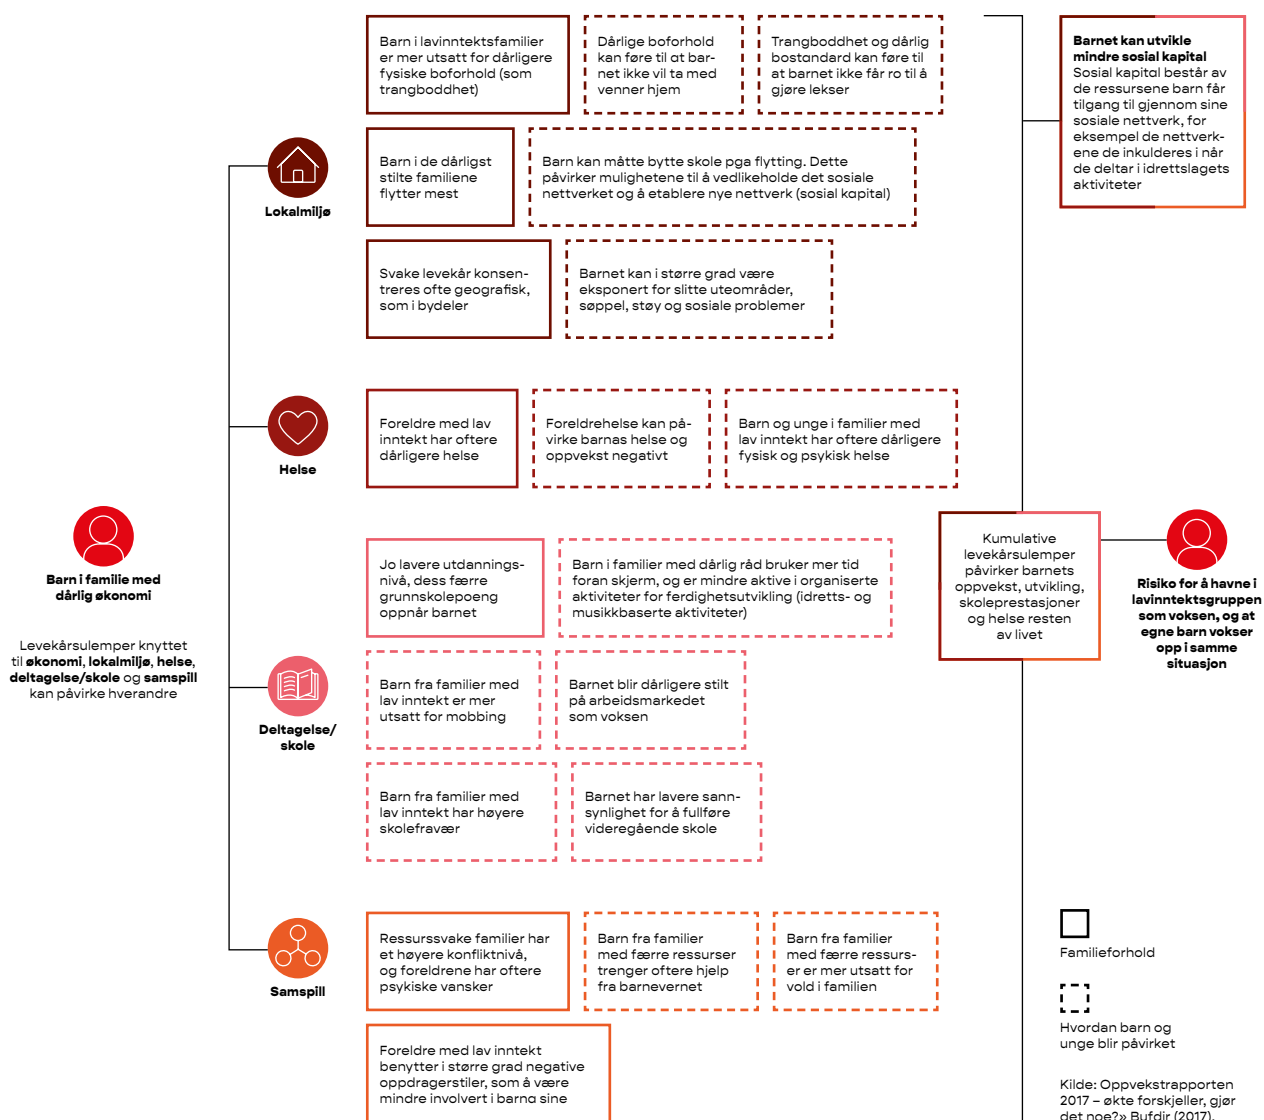 Barn i familie med
dårlig økonomi
Levekårsulemper knyttet
til økonomi, lokalmiljø, helse,
deltagelse/skole og samspill
kan påvirke hverandre
Lokalmiljø
Barn i lavinntektsfamilier
er mer utsatt for dårligere
fysiske boforhold (som
trangboddhet)
Dårlige boforhold
kan føre til at bar-
net ikke vil ta med
venner hjem
Trangboddhet og dårlig
bostandard kan føre til
at barnet ikke får ro til å
gjøre lekser
Barn i de dårligst
stilte familiene
flytter mest
Barn kan måtte bytte skole pga flytting. Dette
påvirker mulighetene til å vedlikeholde det sosiale
nettverket og å etablere nye nettverk (sosial kapital)
Svake levekår konsen-
treres ofte geografisk,
som i bydeler
Barnet kan i større grad være
eksponert for slitte uteområder,
søppel, støy og sosiale problemer
Helse
Foreldre med lav
inntekt har oftere
dårligere helse
Foreldrehelse kan på-
virke barnas helse og
oppvekst negativt
Barn og unge i familier med
lav inntekt har oftere dårligere
fysisk og psykisk helse
Deltagelse/
skole
Jo lavere utdannings-
nivå, dess færre
grunnskolepoeng
oppnår barnet
Barn i familier med dårlig råd bruker mer tid
foran skjerm, og er mindre aktive i organiserte
aktiviteter for ferdighetsutvikling (idretts- og
musikkbaserte aktiviteter)
Barn fra familier med
lav inntekt er mer
utsatt for mobbing
Barnet blir dårligere stilt
på arbeidsmarkedet
som voksen
Barn fra familier med
lav inntekt har høyere
skolefravær
Barnet har lavere sann-
synlighet for å fullføre
videregående skole
Samspill
Ressurssvake familier har
et høyere konfliktnivå,
og foreldrene har oftere
psykiske vansker
Barn fra familier
med færre ressurser
trenger oftere hjelp
fra barnevernet
Barn fra familier
med færre ressurs-
er er mer utsatt for
vold i familien
Foreldre med lav inntekt
benytter i større grad negative
oppdragerstiler, som å være
mindre involvert i barna sine
Barnet kan utvikle
mindre sosial kapital
Sosial kapital består av
de ressursene barn får
tilgang til gjennom sine
sosiale nettverk, for
eksempel de nettverk-
ene de inkulderes i når
de deltar i idrettslagets
aktiviteter
Kumulative
levekårsulemper
påvirker barnets
oppvekst, utvikling,
skoleprestasjoner
og helse resten
av livet
Risiko for å havne i
lavinntektsgruppen
som voksen, og at
egne barn vokser
opp i samme
situasjon
Familieforhold
Hvordan barn og
unge blir påvirket
Kilde: Oppvekstrapporten
2017 – økte forskjeller, gjør
det noe?» Bufdir (2017).